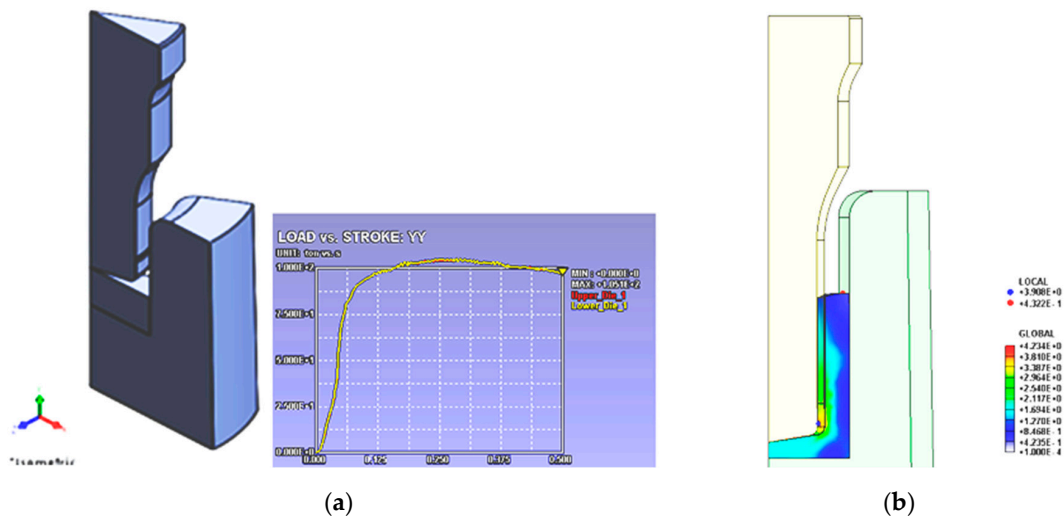 LOAD vs. STROKE: YY
UNIT: ton vs. s
1.000E+2
7.500E+1
5.000E+1
2.500E+1
0.000E+0
0.000
0.125
0.250
0.375
0.500
MIN : +0.000E+0
MAX: +1.051E+2
Upper_Die_1
Lower_Die_1
*Isometric
(a)
LOCAL
+3.908E+0
+4.322E-1
GLOBAL
+4.234E+0
+3.810E+0
+3.387E+0
+2.964E+0
+2.540E+0
+2.117E+0
+1.694E+0
+1.270E+0
+8.468E-1
+4.235E-1
+1.000E-4
(b)